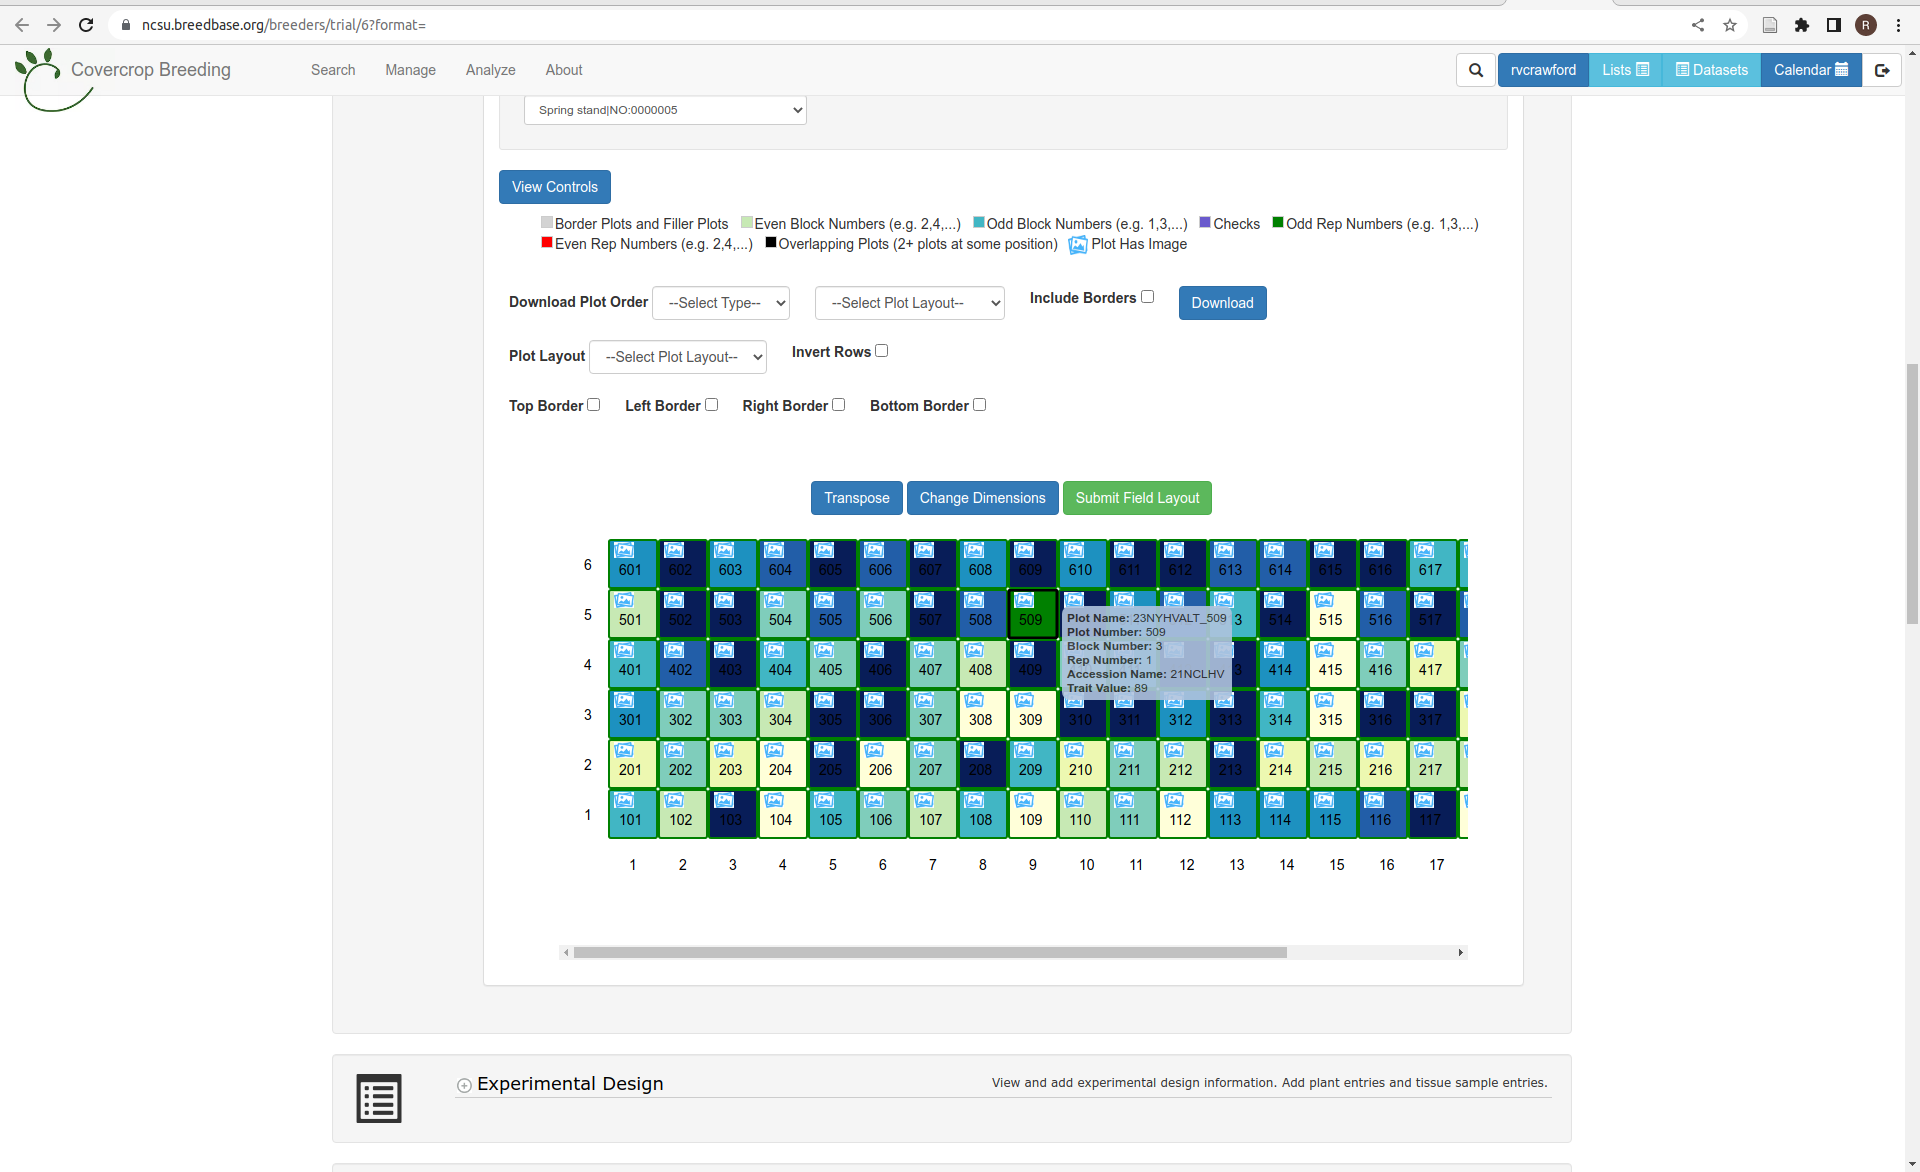 ncsu.breedbase.org/breeders/trial/6?format=
R
Covercrop Breeding Search Manage Analyze About rvcrawford Lists Datasets Calendar
Spring stand|NO:0000005
View Controls
Border Plots and Filler Plots Even Block Numbers (e.g. 2,4,...) Odd Block Numbers (e.g. 1,3,...) Checks Odd Rep Numbers (e.g. 1,3,...)
Even Rep Numbers (e.g. 2,4,...) Overlapping Plots (2+ plots at some position) Plot Has Image
Download Plot Order --Select Type-- --Select Plot Layout-- Include Borders Download
Plot Layout --Select Plot Layout-- Invert Rows
Top Border Left Border Right Border Bottom Border
Transpose Change Dimensions Submit Field Layout
6 601 602 603 604 605 606 607 608 609 610 611 612 613 614 615 616 617
5 501 502 503 504 505 506 507 508 509 3 514 515 516 517
Plot Name: 23NYHVALT_509
Plot Number: 509
Block Number: 3
Rep Number: 1
Accession Name: 21NCLHV
Trait Value: 89
4 401 402 403 404 405 406 407 408 409 3 414 415 416 417
3 301 302 303 304 305 306 307 308 309 310 311 312 313 314 315 316 317
2 201 202 203 204 205 206 207 208 209 210 211 212 213 214 215 216 217
1 101 102 103 104 105 106 107 108 109 110 111 112 113 114 115 116 117
1 2 3 4 5 6 7 8 9 10 11 12 13 14 15 16 17
Experimental Design View and add experimental design information. Add plant entries and tissue sample entries.